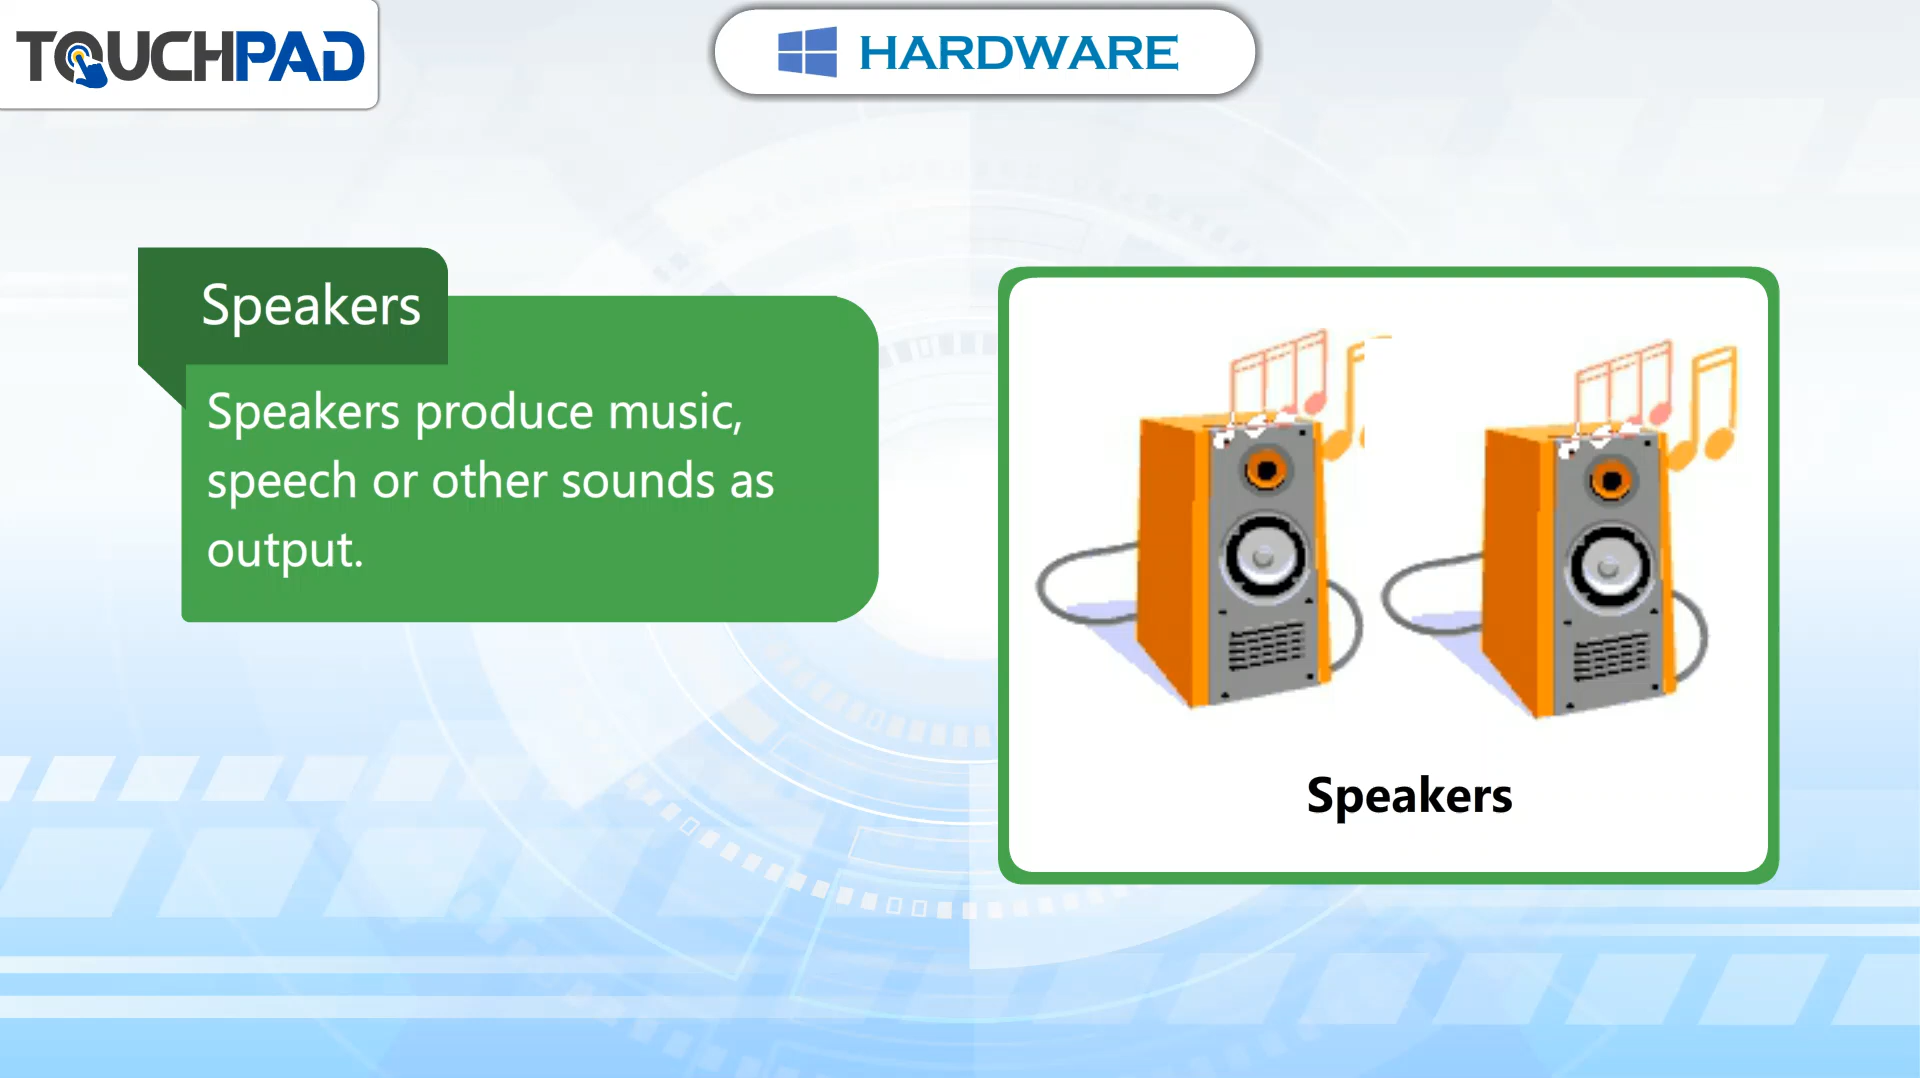 TOUCHPAD
HARDWARE
Speakers
Speakers produce music,
speech or other sounds as
output.
Speakers